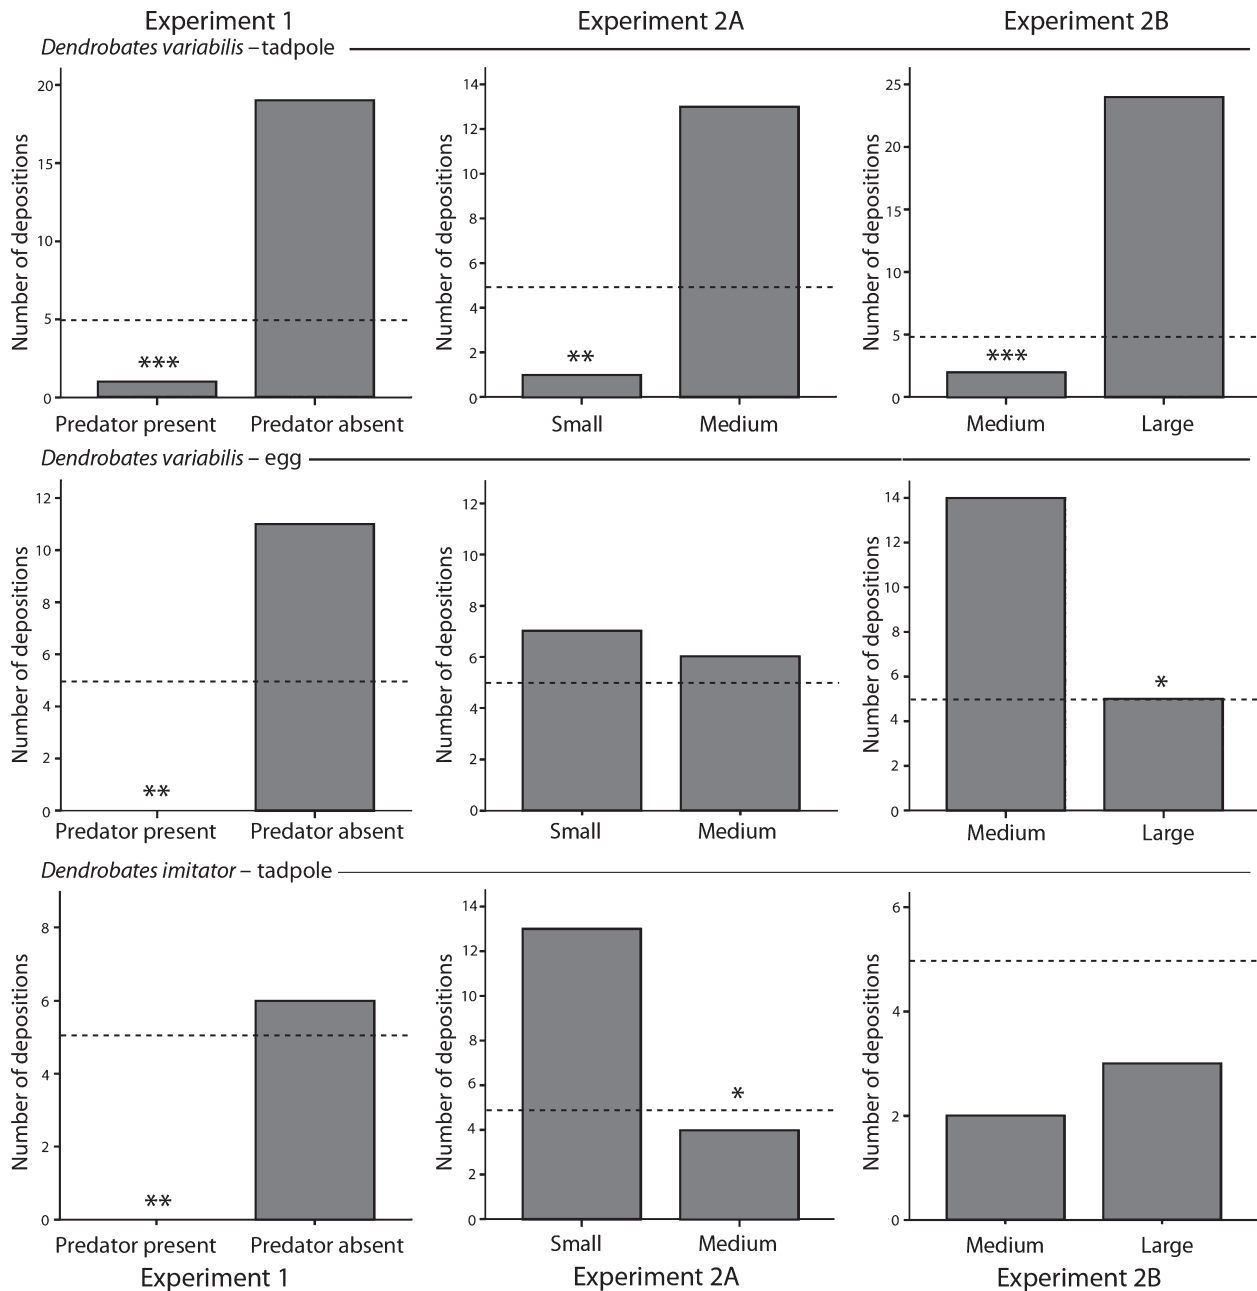 Experiment 1 Experiment 2A Experiment 2B
Dendrobates variabilis – tadpole
Number of depositions
20
15
10
5
0
***
Predator present Predator absent
Number of depositions
14
12
10
8
6
4
2
0
**
Small Medium
Number of depositions
25
20
15
10
5
0
***
Medium Large
Dendrobates variabilis – egg
Number of depositions
12
10
8
6
4
2
0
**
Predator present Predator absent
Number of depositions
12
10
8
6
4
2
0
Small Medium
Number of depositions
14
12
10
8
6
4
2
0
*
Medium Large
Dendrobates imitator – tadpole
Number of depositions
8
6
4
2
0
**
Predator present Predator absent
Number of depositions
14
12
10
8
6
4
2
0
*
Small Medium
Number of depositions
6
4
2
0
Medium Large
Experiment 1 Experiment 2A Experiment 2B